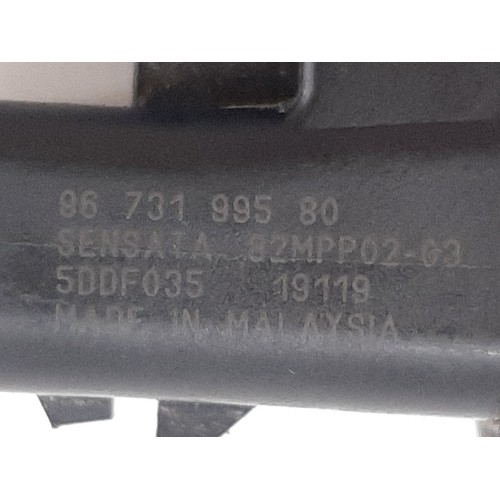 96 731 995 80
SENSATA 82MPP02-03
5DDF035 19119
MADE IN MALAYSIA